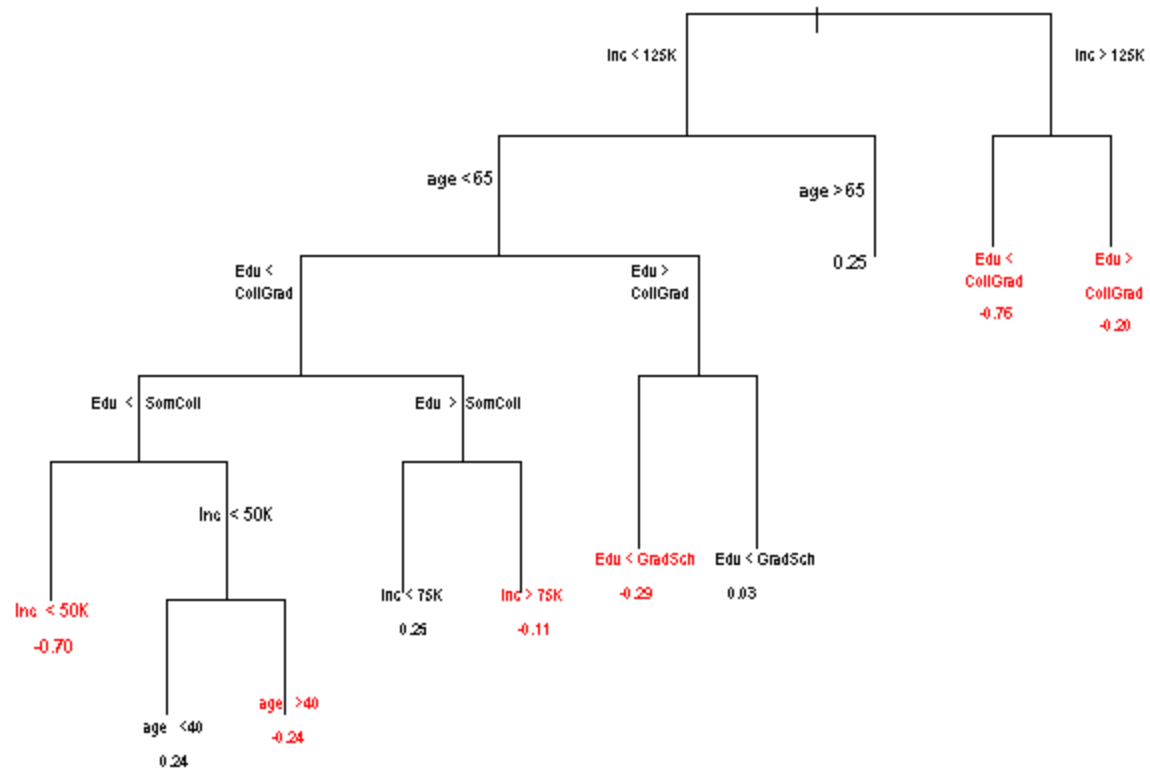 Inc < 125K
Inc > 125K
age <65
age >65
0.25
Edu <
CollGrad
-0.76
Edu >
CollGrad
-0.20
Edu <
CollGrad
Edu >
CollGrad
Edu < SomColl
Edu > SomColl
Inc < 50K
Edu < GradSch
-0.29
Edu < GradSch
0.03
Inc < 50K
-0.70
Inc < 75K
0.25
Inc > 75K
-0.11
age <40
0.24
age >40
-0.24